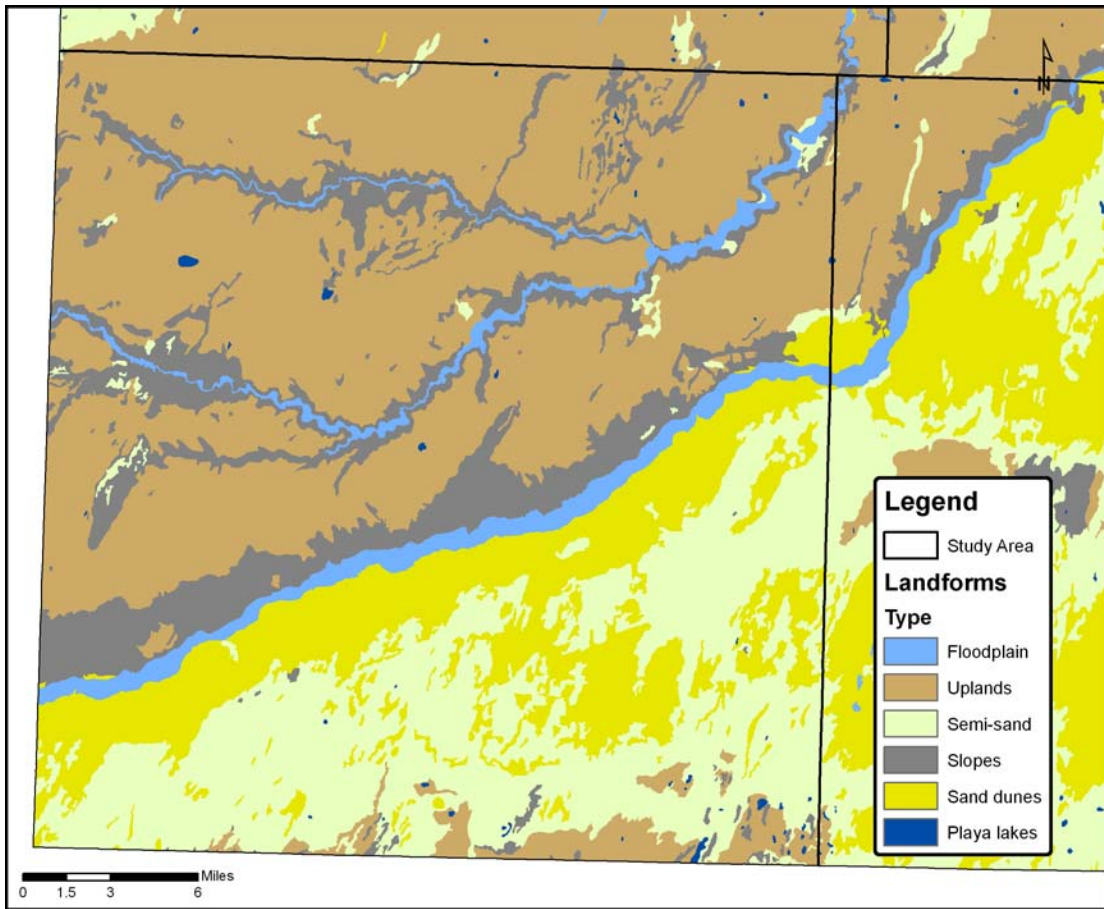 N
Legend
Study Area
Landforms
Type
Floodplain
Uplands
Semi-sand
Slopes
Sand dunes
Playa lakes
Miles
0 1.5 3 6